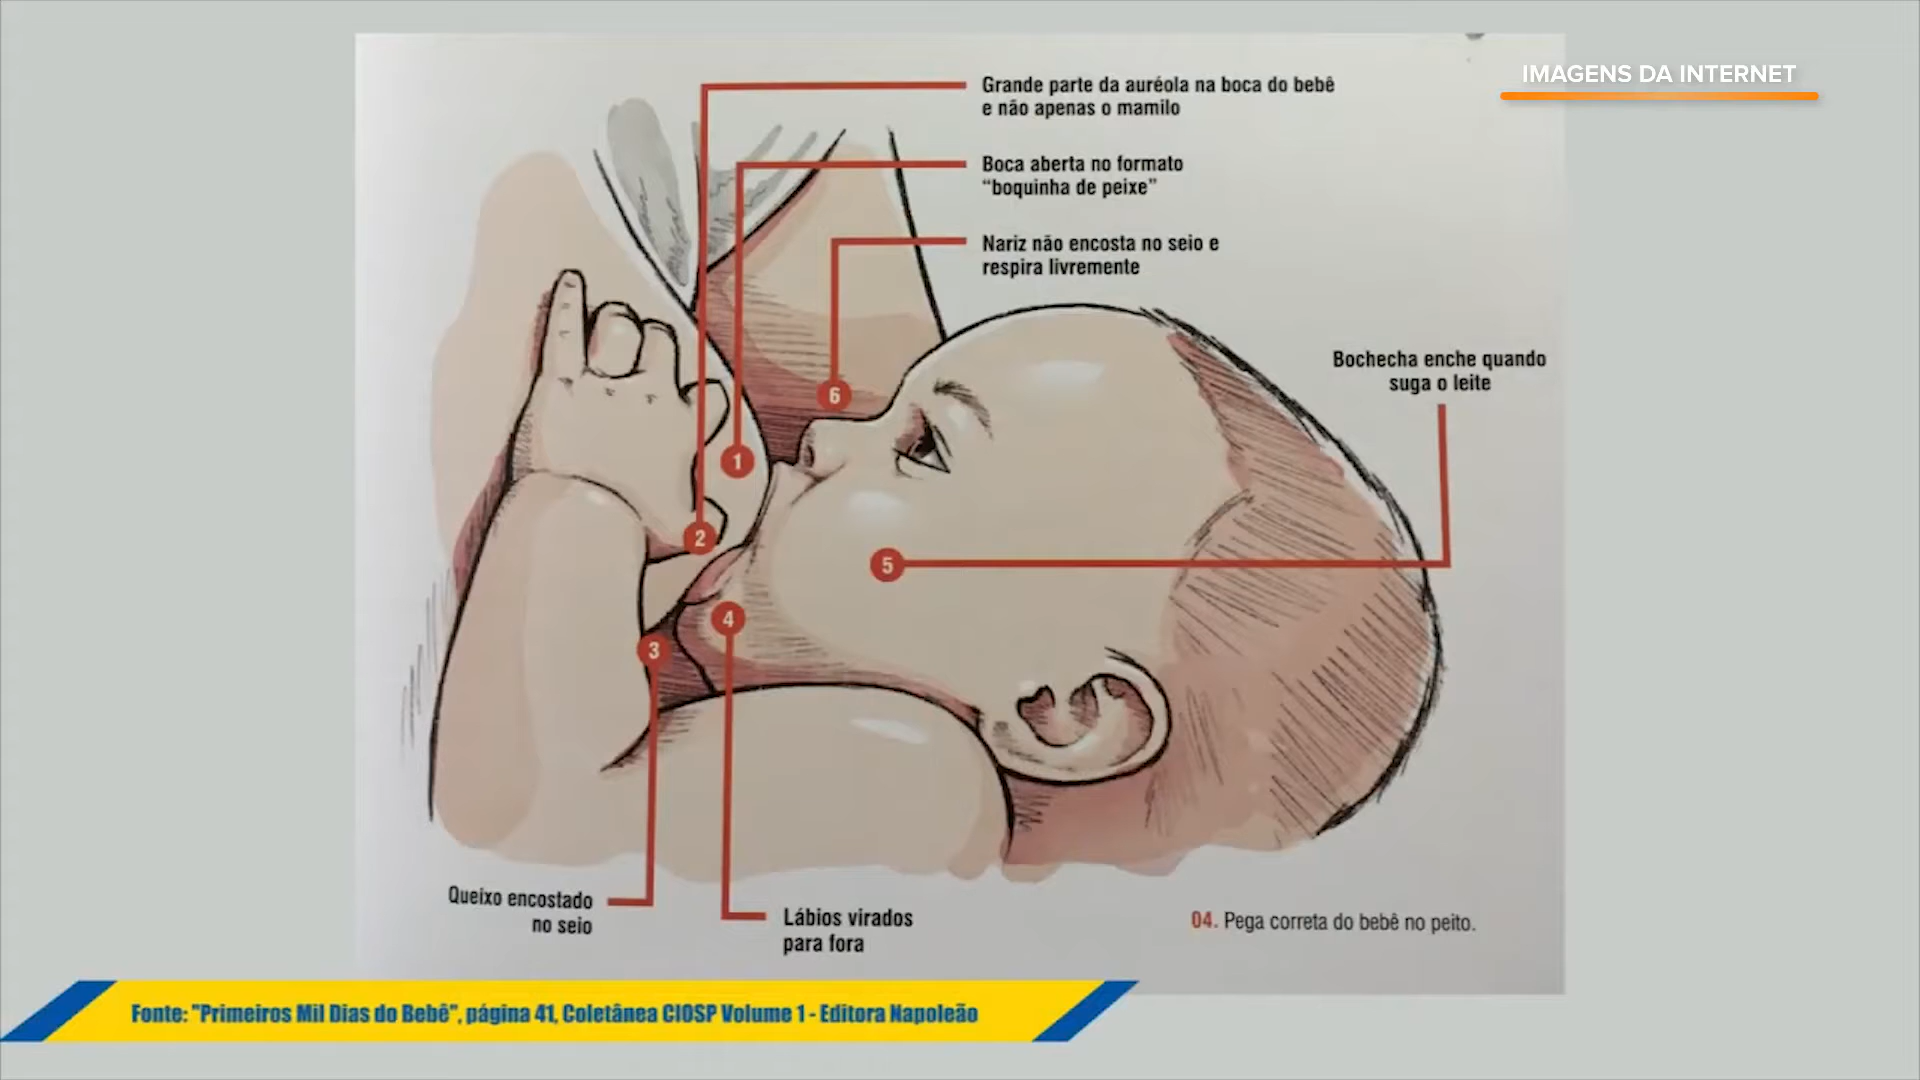 IMAGENS DA INTERNET
Grande parte da auréola na boca do bebê
e não apenas o mamilo
Boca aberta no formato
“boquinha de peixe”
Nariz não encosta no seio e
respira livremente
Bochecha enche quando
suga o leite
6
1
2
5
4
3
Queixo encostado
no seio
Lábios virados
para fora
04. Pega correta do bebê no peito.
Fonte: "Primeiros Mil Dias do Bebê", página 41, Coletânea CIOSP Volume 1 - Editora Napoleão